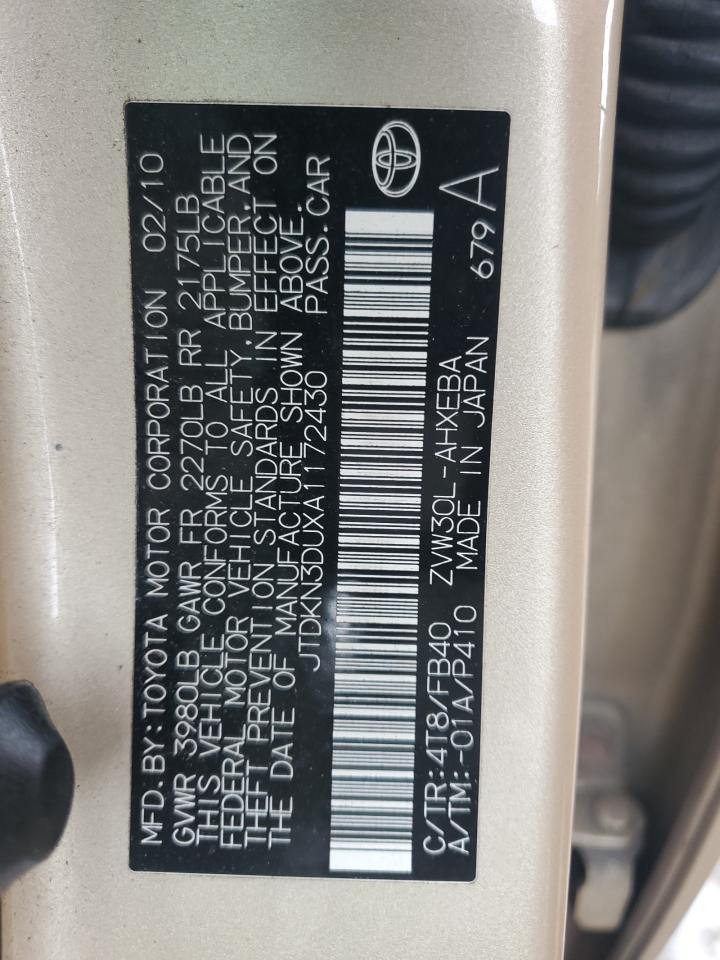 MFD. BY: TOYOTA MOTOR CORPORATION 02/10
GVWR 3980LB GAWR FR 2270LB RR 2175LB
THIS VEHICLE CONFORMS TO ALL APPLICABLE
FEDERAL MOTOR VEHICLE SAFETY, BUMPER, AND
THEFT PREVENTION STANDARDS IN EFFECT ON
THE DATE OF MANUFACTURE SHOWN ABOVE.
JTDKN3DUXA1172430 PASS. CAR
C/TR: 4T8/FB40 ZVW30L-AHXEBA
A/TM: -01A/P410 MADE IN JAPAN 679 A